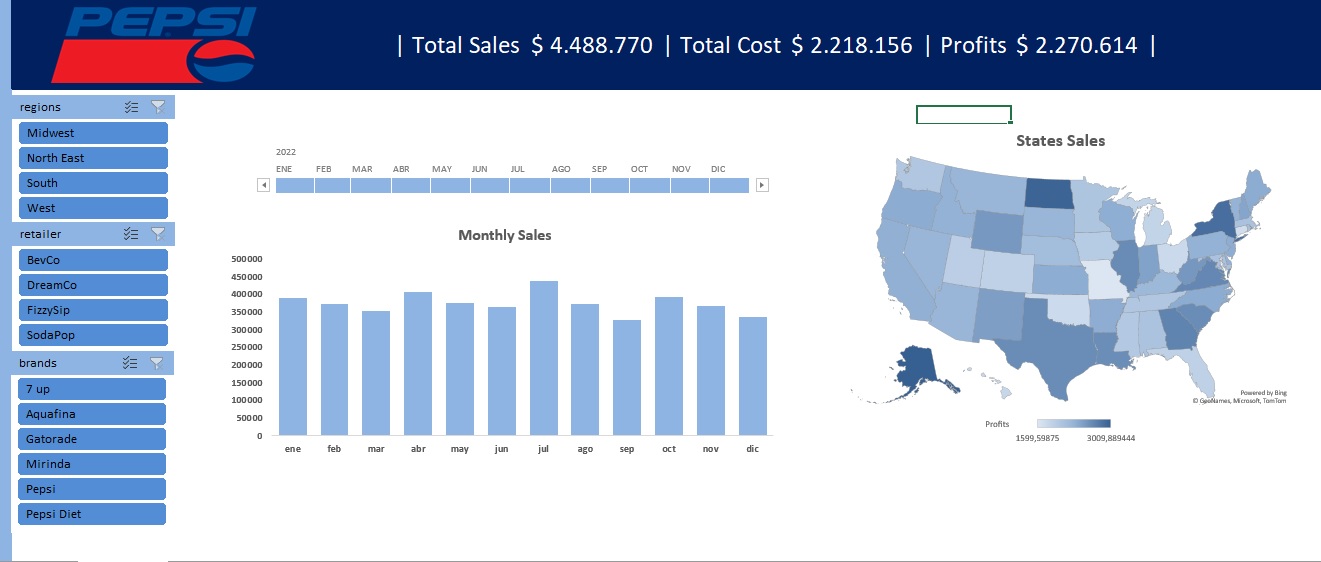 PEPSI
| Total Sales $ 4.488.770 | Total Cost $ 2.218.156 | Profits $ 2.270.614 |
regions
Midwest
North East
South
West
retailer
BevCo
DreamCo
FizzySip
SodaPop
brands
7 up
Aquafina
Gatorade
Mirinda
Pepsi
Pepsi Diet
2022
ENE FEB MAR ABR MAY JUN JUL AGO SEP OCT NOV DIC
Monthly Sales
500000
450000
400000
350000
300000
250000
200000
150000
100000
50000
0
ene feb mar abr may jun jul ago sep oct nov dic
States Sales
Powered by Bing
© GeoNames, Microsoft, TomTom
Profits
1599,59875 3009,889444